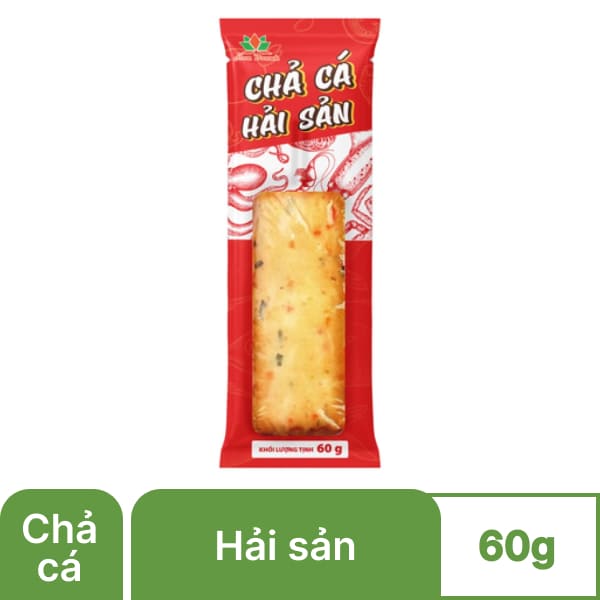 CHẢ CÁ
HẢI SẢN
KHỐI LƯỢNG TỊNH 60 g
Chả
cá
Hải sản
60g